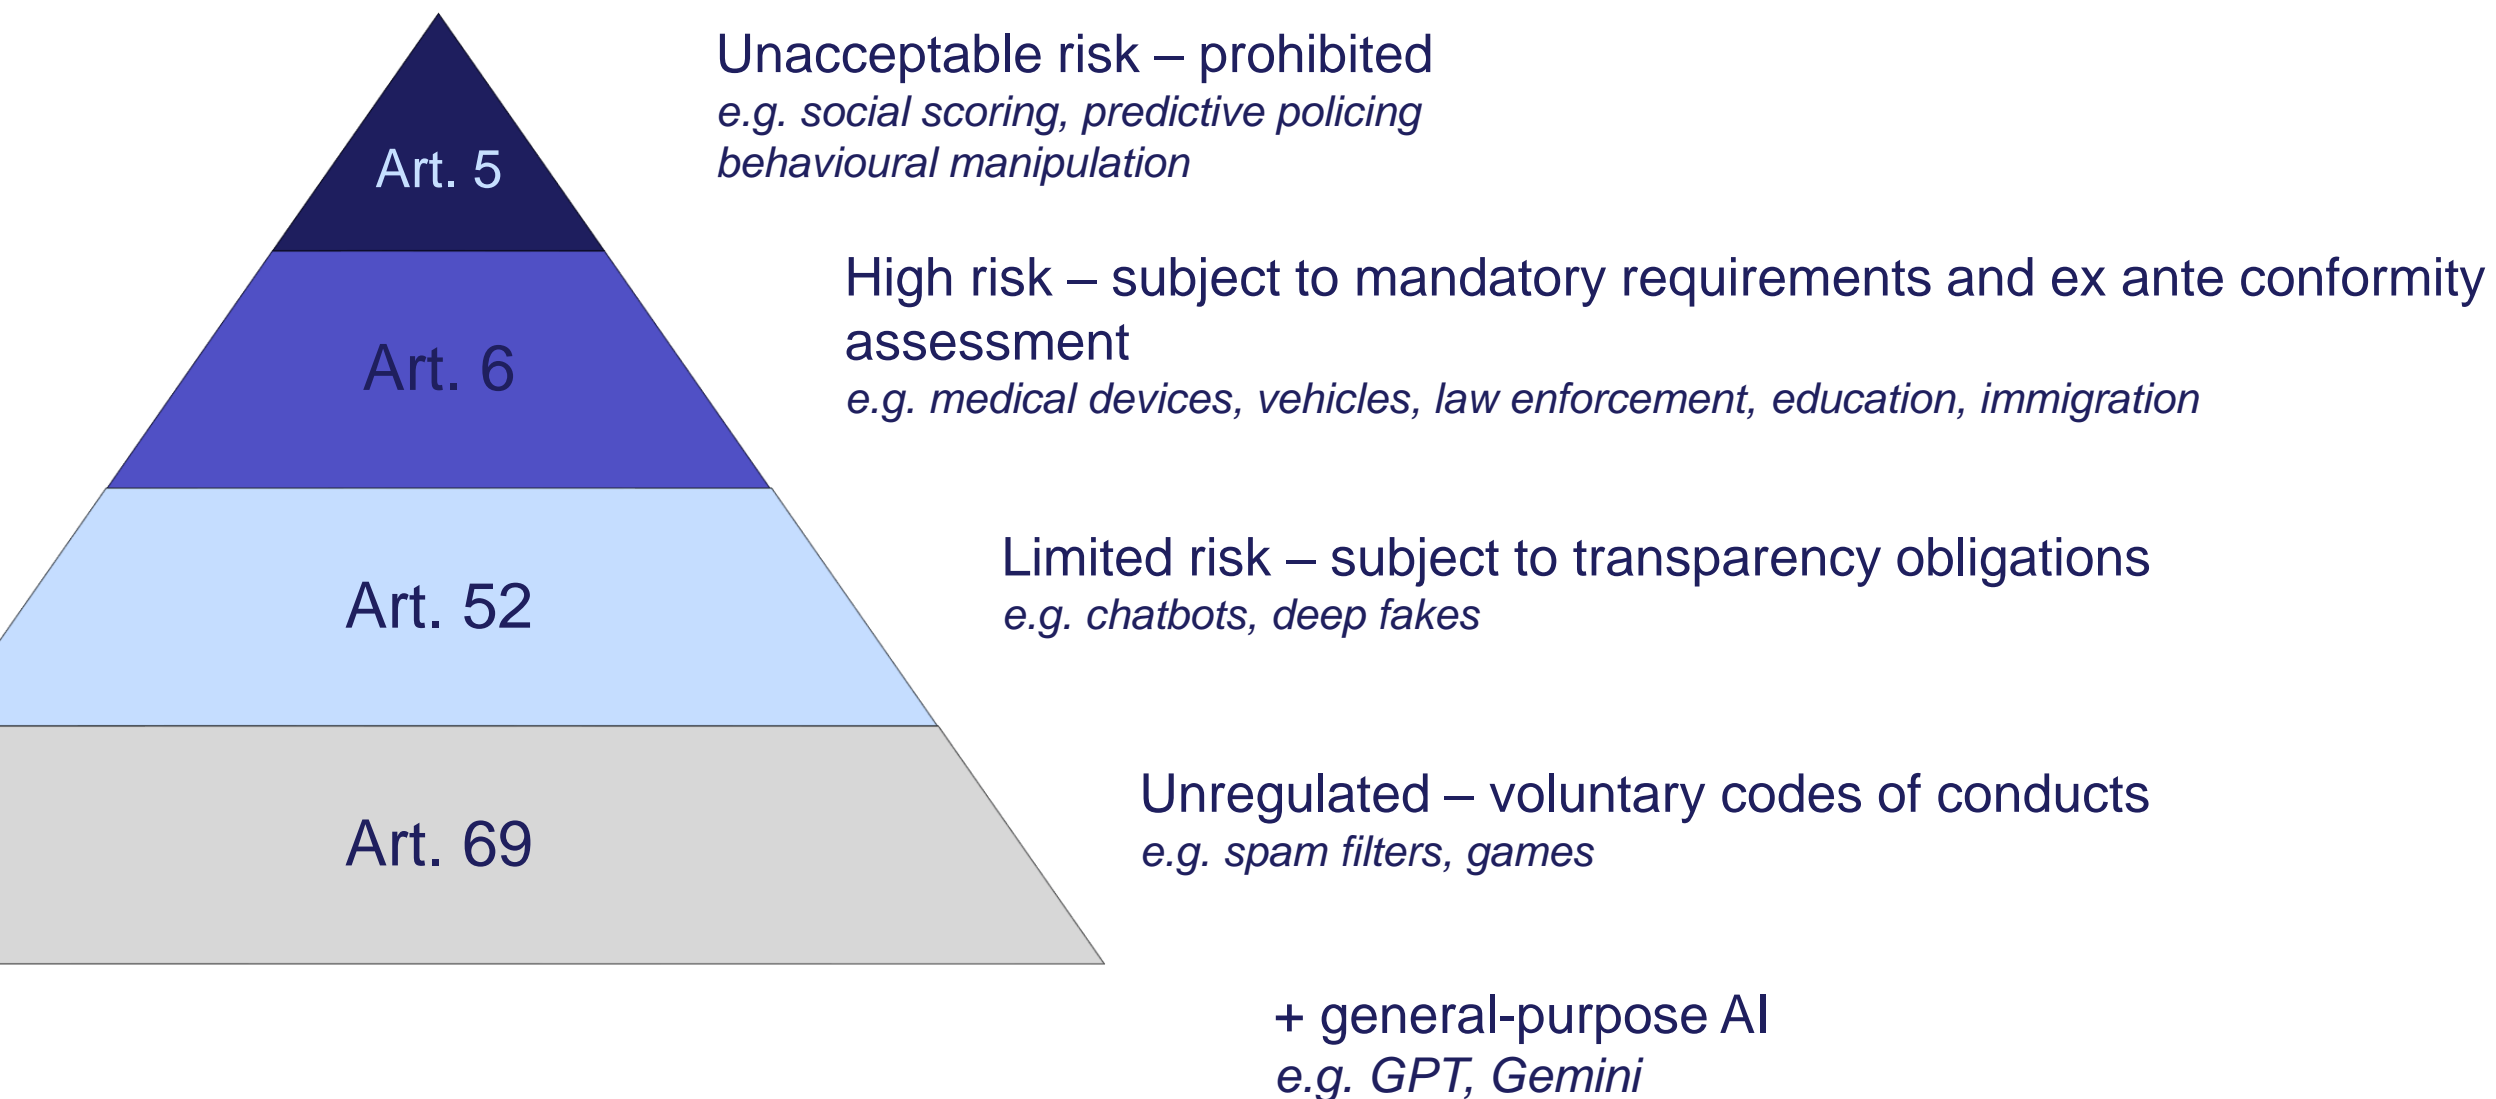 Unacceptable risk – prohibited
e.g. social scoring, predictive policing
behavioural manipulation
Art. 5
High risk – subject to mandatory requirements and ex ante conformity
assessment
e.g. medical devices, vehicles, law enforcement, education, immigration
Art. 6
Limited risk – subject to transparency obligations
e.g. chatbots, deep fakes
Art. 52
Unregulated – voluntary codes of conducts
e.g. spam filters, games
Art. 69
+ general-purpose AI
e.g. GPT, Gemini